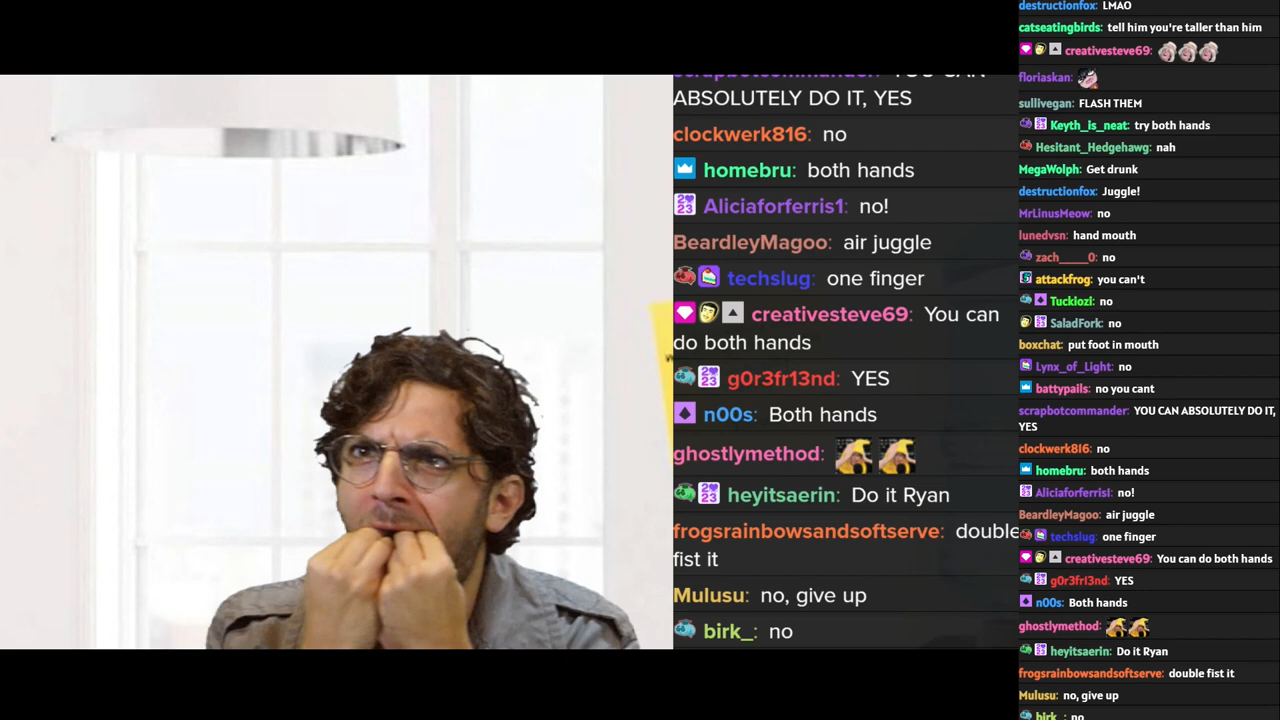 scrapbotcommander: YOU CAN
ABSOLUTELY DO IT, YES
clockwerk816: no
homebru: both hands
Aliciaforferris1: no!
BeardleyMagoo: air juggle
techslug: one finger
creativesteve69: You can
do both hands
g0r3fr13nd: YES
n00s: Both hands
ghostlymethod:
heyitsaerin: Do it Ryan
frogsrainbowsandsoftserve: double
fist it
Mulusu: no, give up
birk_: no
destructionfox: LMAO
catseatingbirds: tell him you're taller than him
creativesteve69:
floriaskan:
sullivegan: FLASH THEM
Keyth_is_neat: try both hands
Hesitant_Hedgehawg: nah
MegaWolph: Get drunk
destructionfox: Juggle!
MrLinusMeow: no
lunedvsn: hand mouth
zach_____0: no
attackfrog: you can't
Tuckiozl: no
SaladFork: no
boxchat: put foot in mouth
Lynx_of_Light: no
battypails: no you cant
scrapbotcommander: YOU CAN ABSOLUTELY DO IT,
YES
clockwerk816: no
homebru: both hands
Aliciaforferris1: no!
BeardleyMagoo: air juggle
techslug: one finger
creativesteve69: You can do both hands
g0r3fr13nd: YES
n00s: Both hands
ghostlymethod:
heyitsaerin: Do it Ryan
frogsrainbowsandsoftserve: double fist it
Mulusu: no, give up
birk_: no